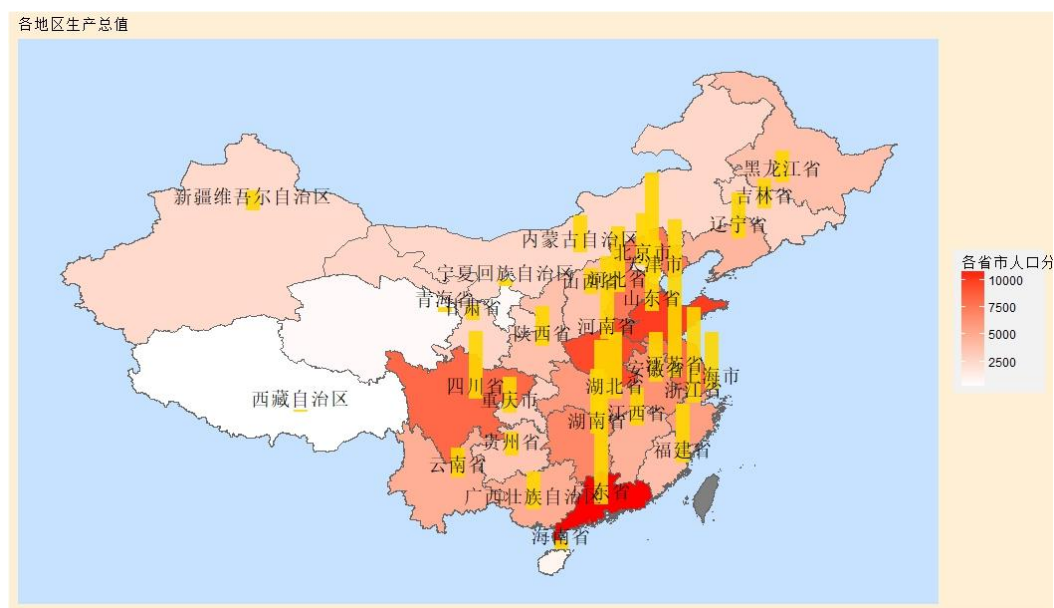 各地区生产总值
黑龙江省
新疆维吾尔自治区
吉林省
辽宁省
内蒙古自治区
北京市
天津市
宁夏回族自治区
山西省
河北省
青海省
甘肃省
山东省
陕西省
河南省
江苏省
安徽省
海市
四川省
湖北省
浙江省
西藏自治区
重庆市
江西省
湖南省
贵州省
福建省
云南省
广西壮族自治区
东省
海南省
各省市人口分
10000
7500
5000
2500